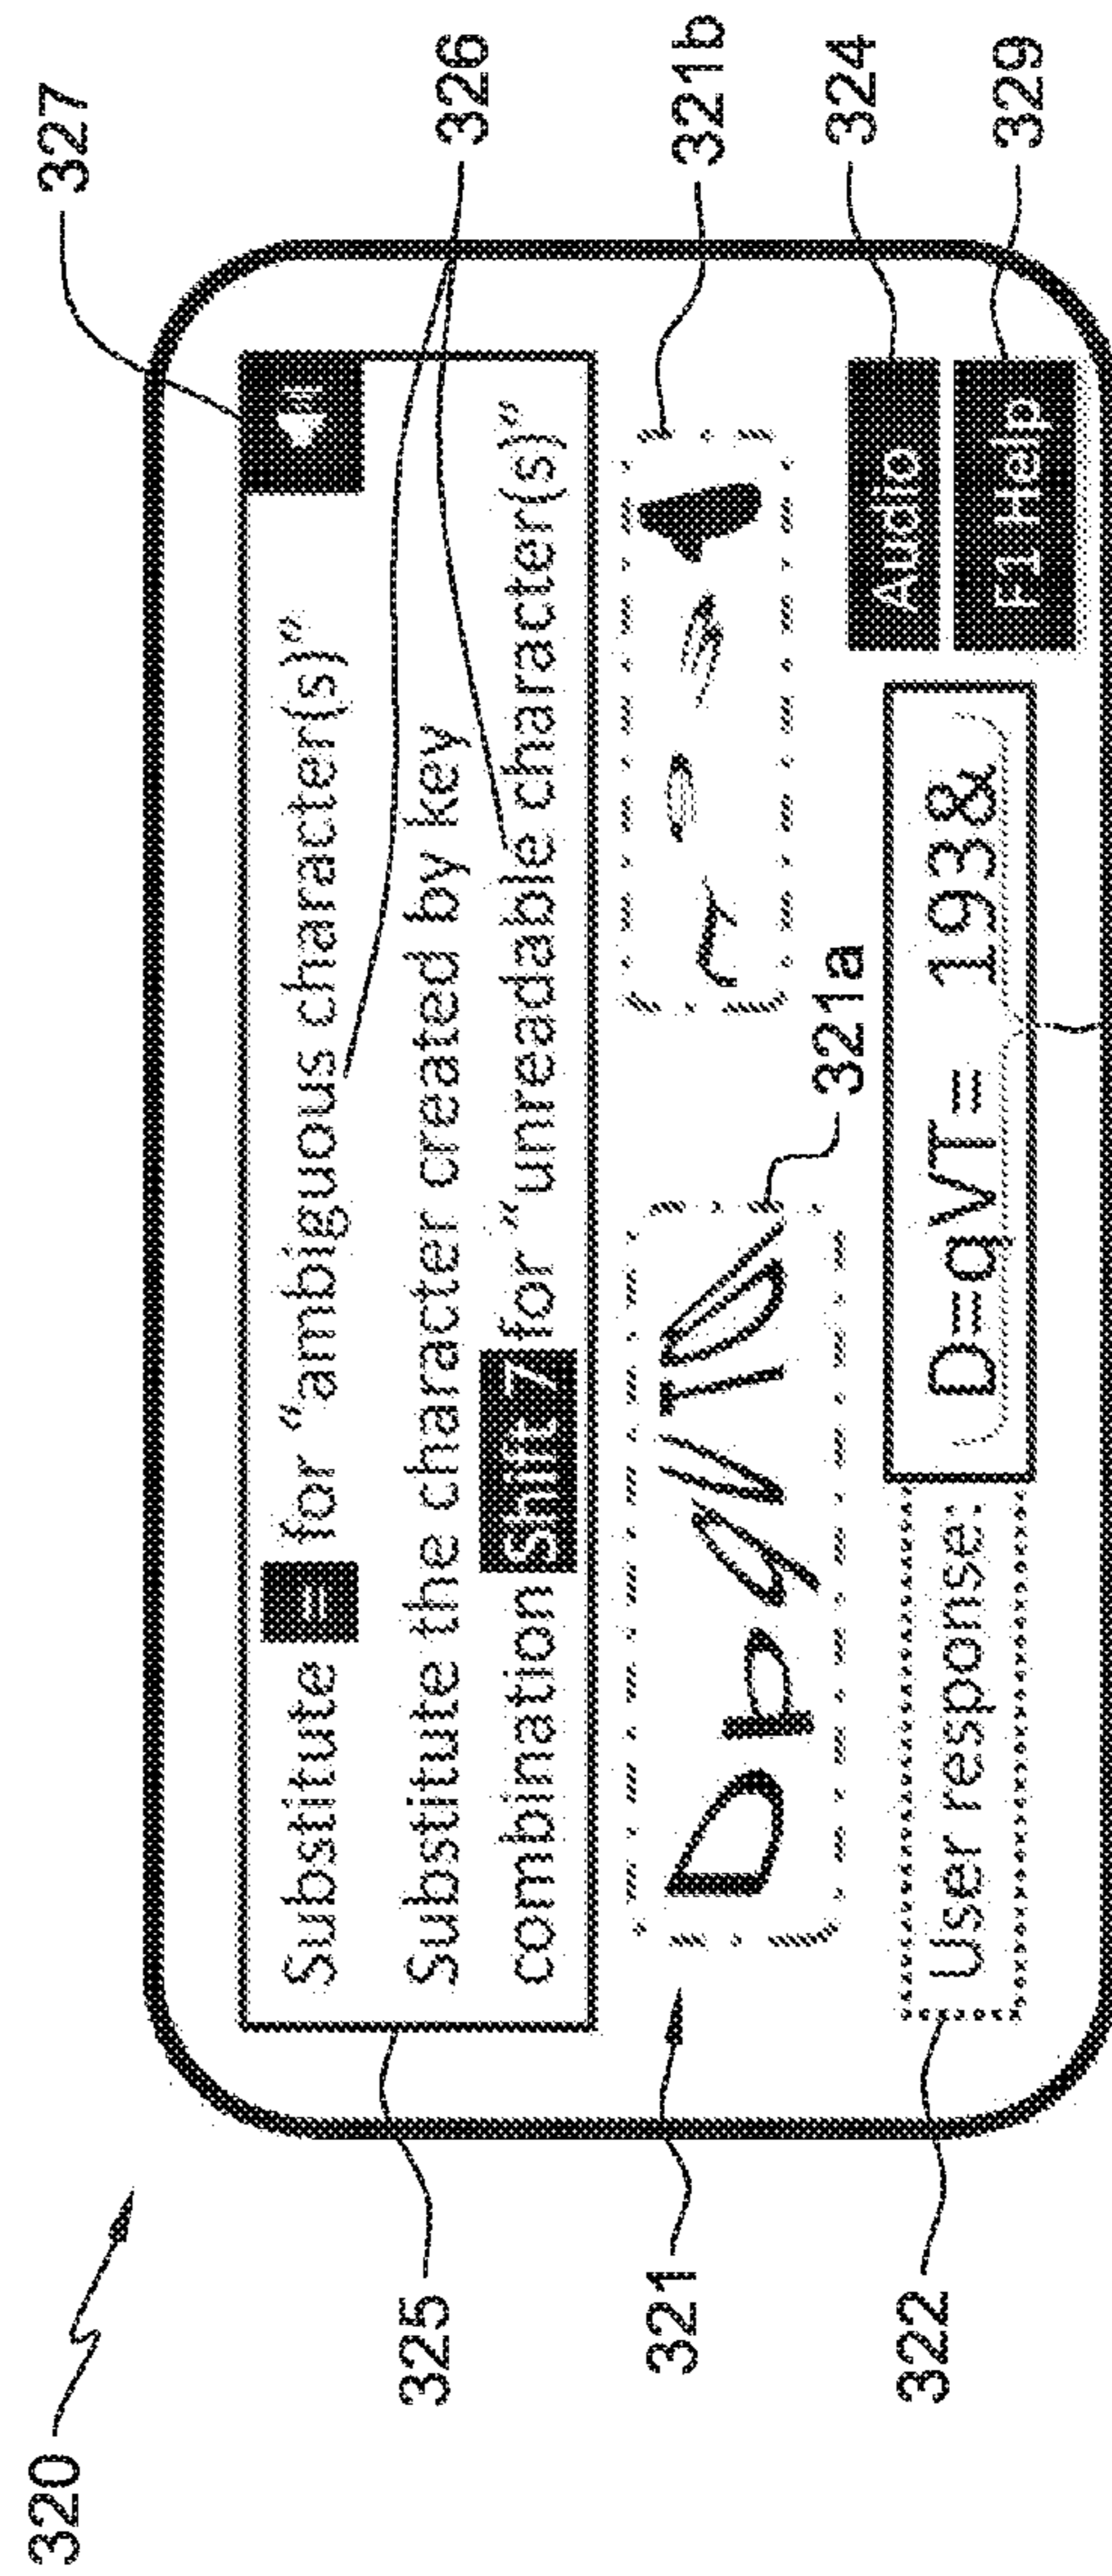 320
327
Substitute = for “ambiguous character(s)”
326
325
Substitute the character created by key
combination Shift 7 for “unreadable character(s)”
321
321b
321a
Audio
324
322
User response:
D=qVT= 193&
F1 Help
329